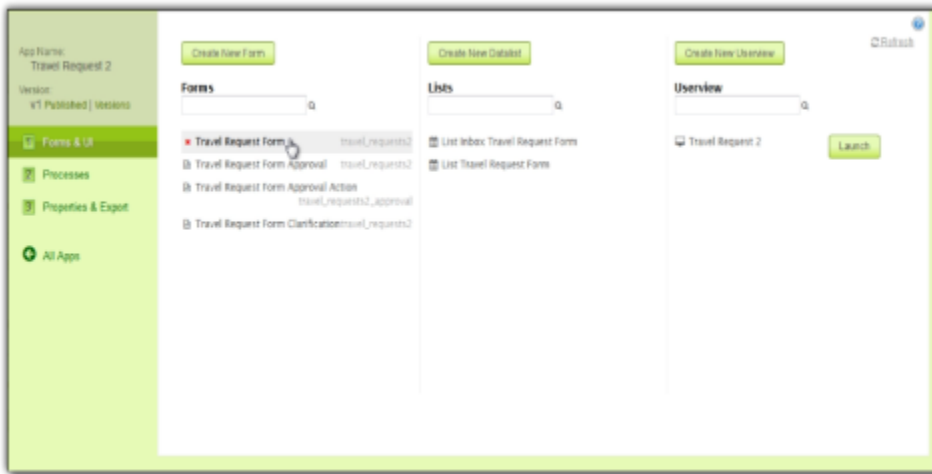 App Name:
Travel Request 2
Version:
v1 Published | Versions
1 Forms & UI
2 Processes
3 Properties & Export
All Apps
Create New Form
Forms
Travel Request Form travel_requests2
Travel Request Form Approval travel_requests2
Travel Request Form Approval Action
travel_requests2_approval
Travel Request Form Clarification travel_requests2
Create New Datalist
Lists
List Inbox Travel Request Form
List Travel Request Form
Create New Userview
Userview
Travel Request 2
Launch
Refresh